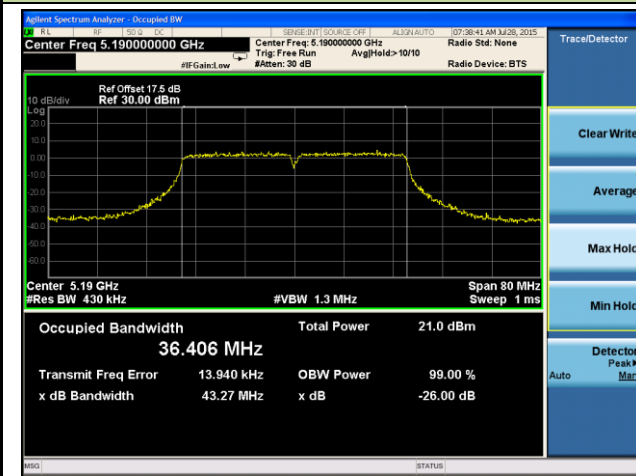 Agilent Spectrum Analyzer - Occupied BW
RL RF 50 Ω DC SENSE:INT SOURCE OFF ALIGN AUTO 07:38:41 AM Jul 28, 2015
Center Freq 5.190000000 GHz Center Freq: 5.190000000 GHz Radio Std: None Trace/Detector
Trig: Free Run Avg|Hold:>10/10
#IFGain:Low #Atten: 30 dB Radio Device: BTS
Ref Offset 17.5 dB
10 dB/div Ref 30.00 dBm
Log
20.0
10.0
0.00
-10.0
-20.0
-30.0
-40.0
-50.0
-60.0
Clear Write
Average
Max Hold
Min Hold
Detector
Peak
Auto Man
Center 5.19 GHz Span 80 MHz
#Res BW 430 kHz #VBW 1.3 MHz Sweep 1 ms
Occupied Bandwidth Total Power 21.0 dBm
36.406 MHz
Transmit Freq Error 13.940 kHz OBW Power 99.00 %
x dB Bandwidth 43.27 MHz x dB -26.00 dB
MSG STATUS